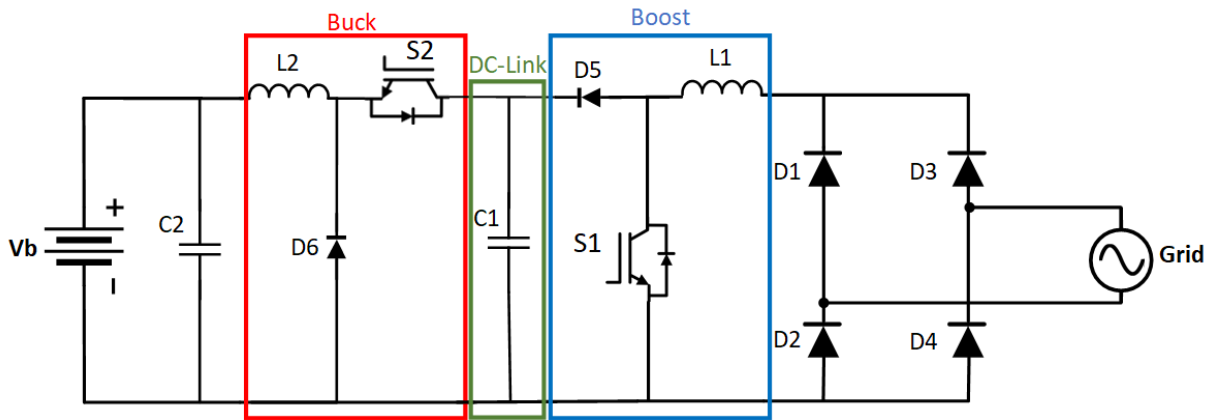 Buck
Boost
S2
L2
DC-Link
D5
L1
D1
D3
+
Vb
C2
D6
C1
S1
Grid
D2
D4